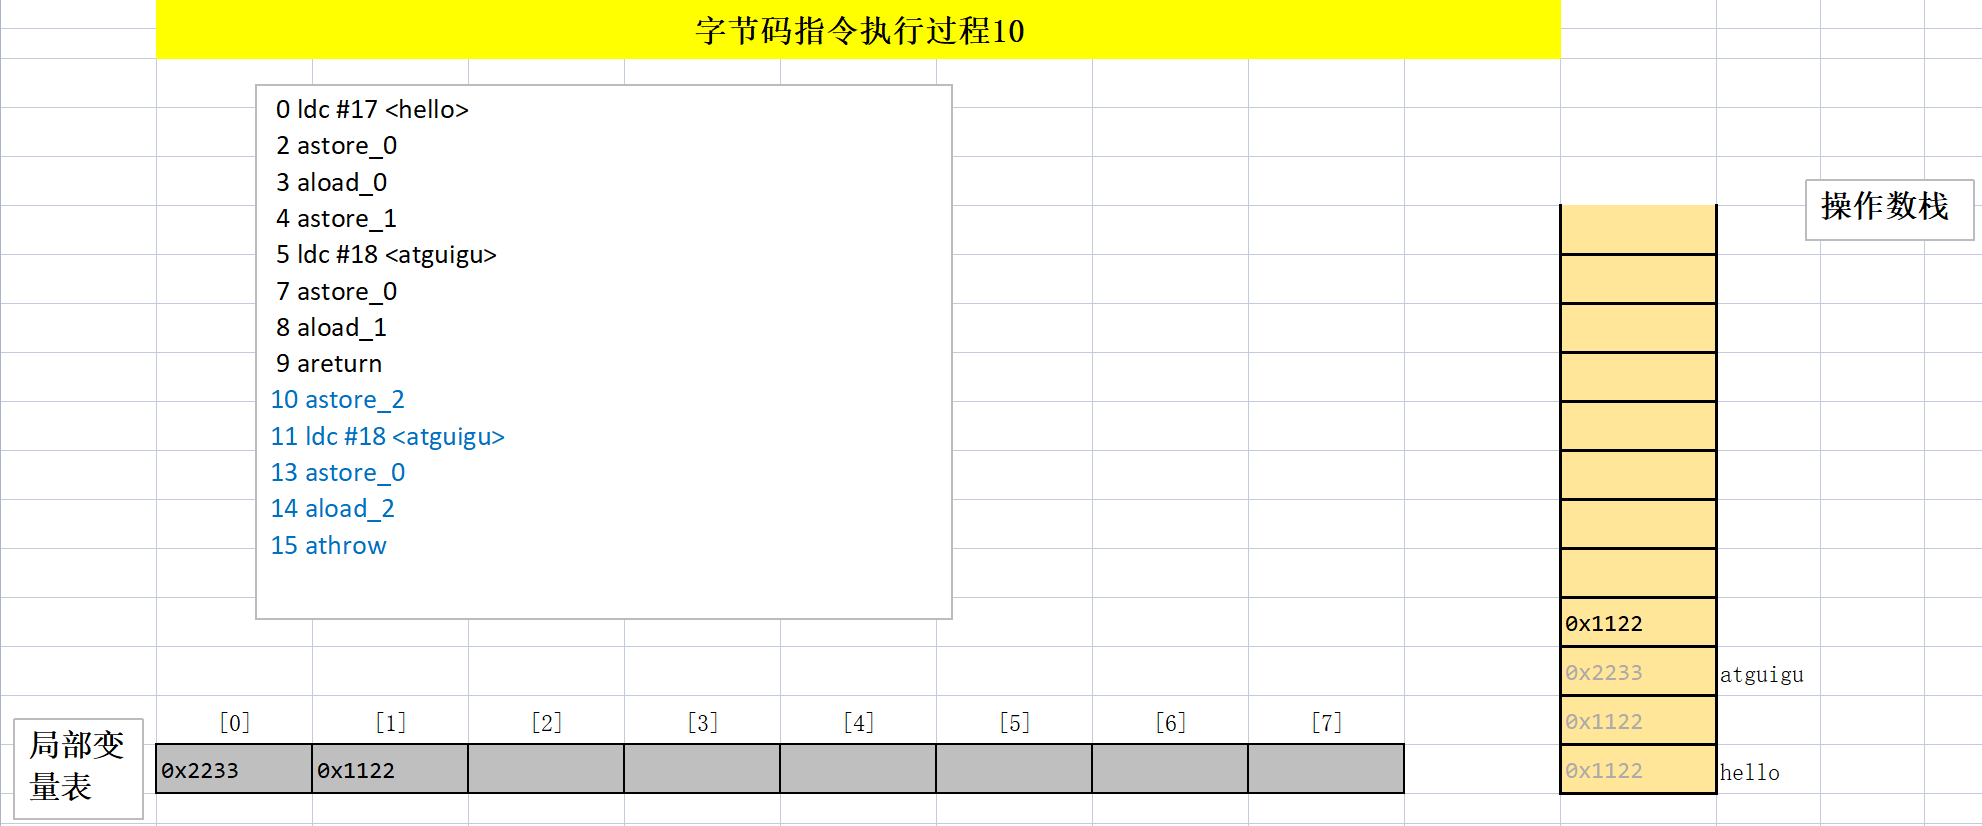 字节码指令执行过程10
0 ldc #17 <hello>
2 astore_0
3 aload_0
4 astore_1
5 ldc #18 <atguigu>
7 astore_0
8 aload_1
9 areturn
10 astore_2
11 ldc #18 <atguigu>
13 astore_0
14 aload_2
15 athrow
操作数栈
0x1122
0x2233 atguigu
0x1122
0x1122 hello
[0] [1] [2] [3] [4] [5] [6] [7]
局部变
量表
0x2233 0x1122